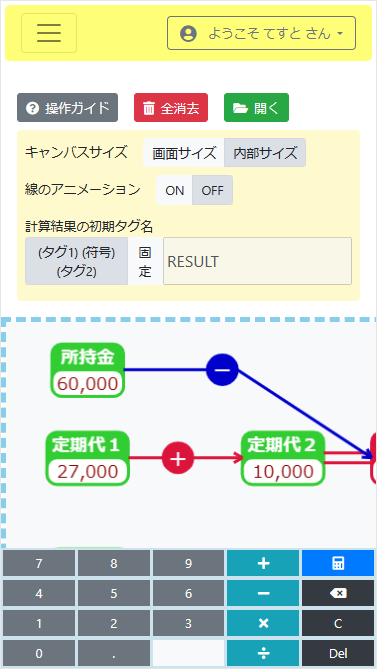 ようこそ てすと さん
操作ガイド 全消去 開く
キャンバスサイズ 画面サイズ 内部サイズ
線のアニメーション ON OFF
計算結果の初期タグ名
(タグ1) (符号)
(タグ2)
固
定
RESULT
所持金
60,000
−
定期代１
27,000
+
定期代２
10,000
7 8 9 +
4 5 6 −
1 2 3 × C
0 . ÷ Del